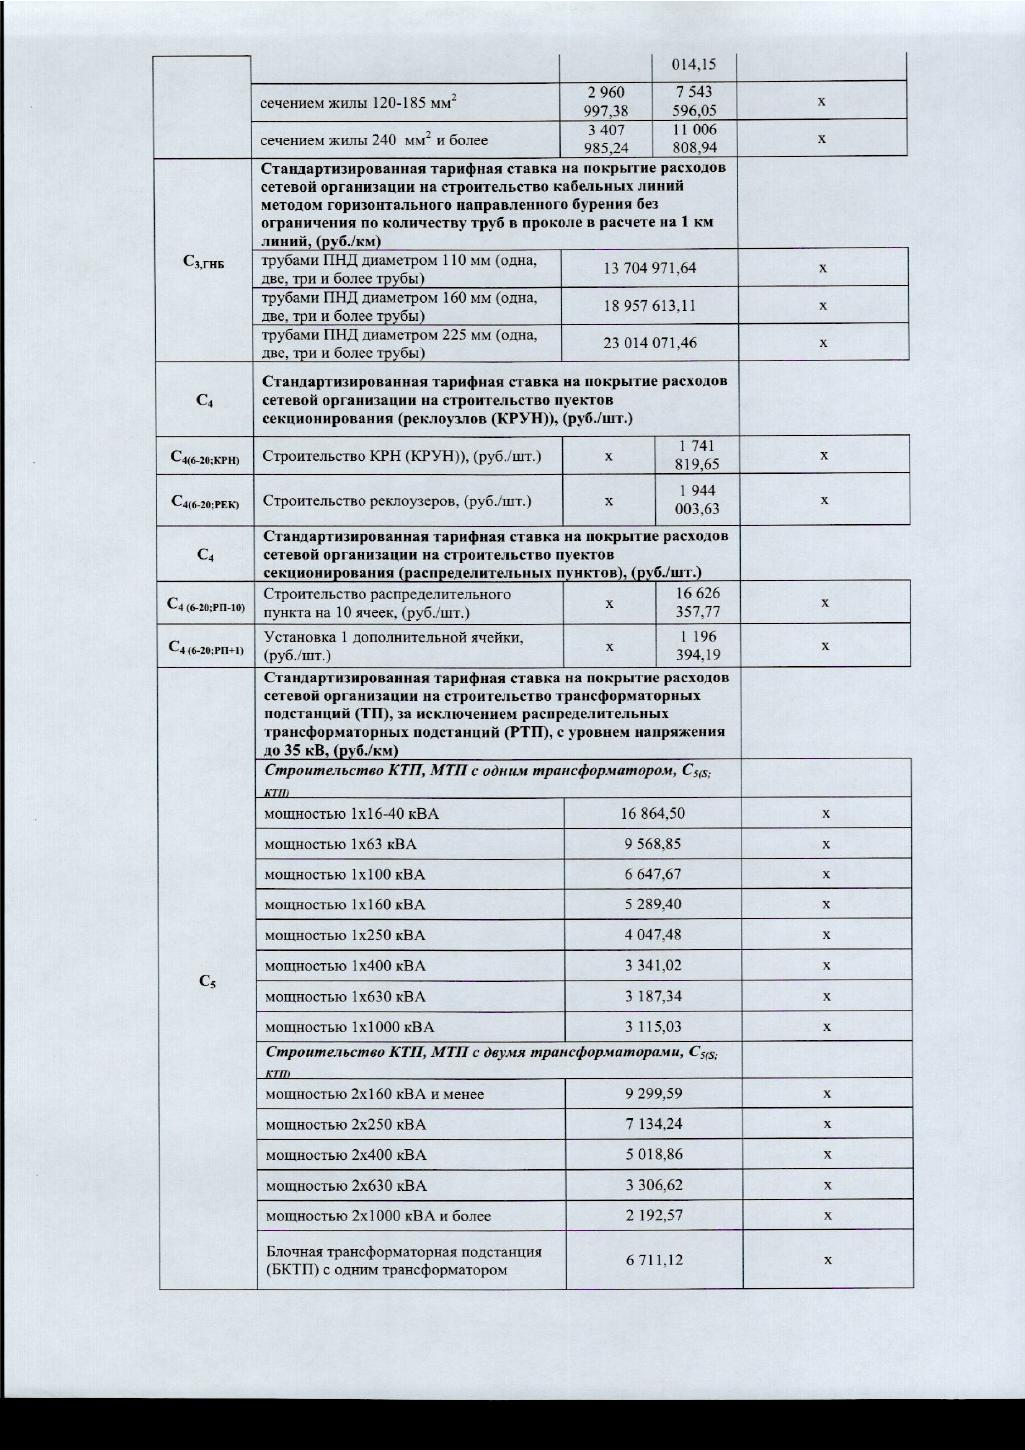 014,15
сечением жилы 120-185 мм²
2 960
997,38
7 543
596,05
х
сечением жилы 240 мм² и более
3 407
985,24
11 006
808,94
х
С3,ГНБ
Стандартизированная тарифная ставка на покрытие расходов
сетевой организации на строительство кабельных линий
методом горизонтального направленного бурения без
ограничения по количеству труб в проколе в расчете на 1 км
линий, (руб./км)
трубами ПНД диаметром 110 мм (одна,
две, три и более трубы)
13 704 971,64
х
трубами ПНД диаметром 160 мм (одна,
две, три и более трубы)
18 957 613,11
х
трубами ПНД диаметром 225 мм (одна,
две, три и более трубы)
23 014 071,46
х
С4
Стандартизированная тарифная ставка на покрытие расходов
сетевой организации на строительство пуектов
секционирования (реклоузлов (КРУН)), (руб./шт.)
С4(6-20;КРН)
Строительство КРН (КРУН)), (руб./шт.)
х
1 741
819,65
х
С4(6-20;РЕК)
Строительство реклоузеров, (руб./шт.)
х
1 944
003,63
х
С4
Стандартизированная тарифная ставка на покрытие расходов
сетевой организации на строительство пуектов
секционирования (распределительных пунктов), (руб./шт.)
С4 (6-20;РП-10)
Строительство распределительного
пункта на 10 ячеек, (руб./шт.)
х
16 626
357,77
х
С4 (6-20;РП+1)
Установка 1 дополнительной ячейки,
(руб./шт.)
х
1 196
394,19
х
С5
Стандартизированная тарифная ставка на покрытие расходов
сетевой организации на строительство трансформаторных
подстанций (ТП), за исключением распределительных
трансформаторных подстанций (РТП), с уровнем напряжения
до 35 кВ, (руб./км)
Строительство КТП, МТП с одним трансформатором, С5(S;
КТП)
мощностью 1х16-40 кВА
16 864,50
х
мощностью 1х63 кВА
9 568,85
х
мощностью 1х100 кВА
6 647,67
х
мощностью 1х160 кВА
5 289,40
х
мощностью 1х250 кВА
4 047,48
х
мощностью 1х400 кВА
3 341,02
х
мощностью 1х630 кВА
3 187,34
х
мощностью 1х1000 кВА
3 115,03
х
Строительство КТП, МТП с двумя трансформаторами, С5(S;
КТП)
мощностью 2х160 кВА и менее
9 299,59
х
мощностью 2х250 кВА
7 134,24
х
мощностью 2х400 кВА
5 018,86
х
мощностью 2х630 кВА
3 306,62
х
мощностью 2х1000 кВА и более
2 192,57
х
Блочная трансформаторная подстанция
(БКТП) с одним трансформатором
6 711,12
х